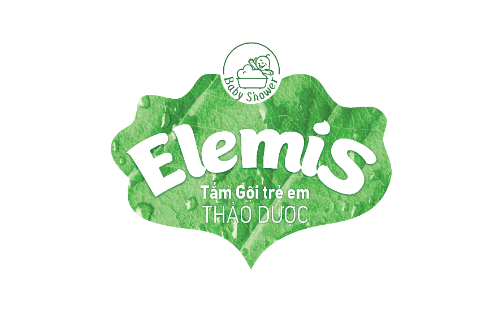 Baby Shower
Elemis
Tắm Gội trẻ em
THẢO DƯỢC